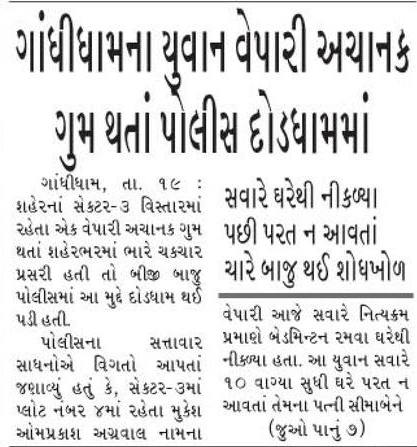 ગાંધીધામના યુવાન વેપારી અચાનક
ગુમ થતાં પોલીસ દોડધામમાં
ગાંધીધામ, તા. ૧૯ :
શહેરનાં સેક્ટર-૩ વિસ્તારમાં
રહેતા એક વેપારી અચાનક ગુમ
થતાં શહેરભરમાં ભારે ચકચાર
પ્રસરી હતી તો બીજી બાજુ
પોલીસમાં આ મુદ્દે દોડધામ થઈ
પડી હતી.
પોલીસના સત્તાવાર
સાધનોએ વિગતો આપતાં
જણાવ્યું હતું કે, સેક્ટર-૩માં
પ્લોટ નંબર ૪માં રહેતા મુકેશ
ઓમપ્રકાશ અગ્રવાલ નામના
સવારે ઘરેથી નીકળ્યા
પછી પરત ન આવતાં
ચારે બાજુ થઈ શોધખોળ
વેપારી આજે સવારે નિત્યક્રમ
પ્રમાણે બેડમિન્ટન રમવા ઘરેથી
નીકળ્યા હતા. આ યુવાન સવારે
૧૦ વાગ્યા સુધી ઘરે પરત ન
આવતાં તેમના પત્ની સીમાબેને
(જુઓ પાનું ૭)